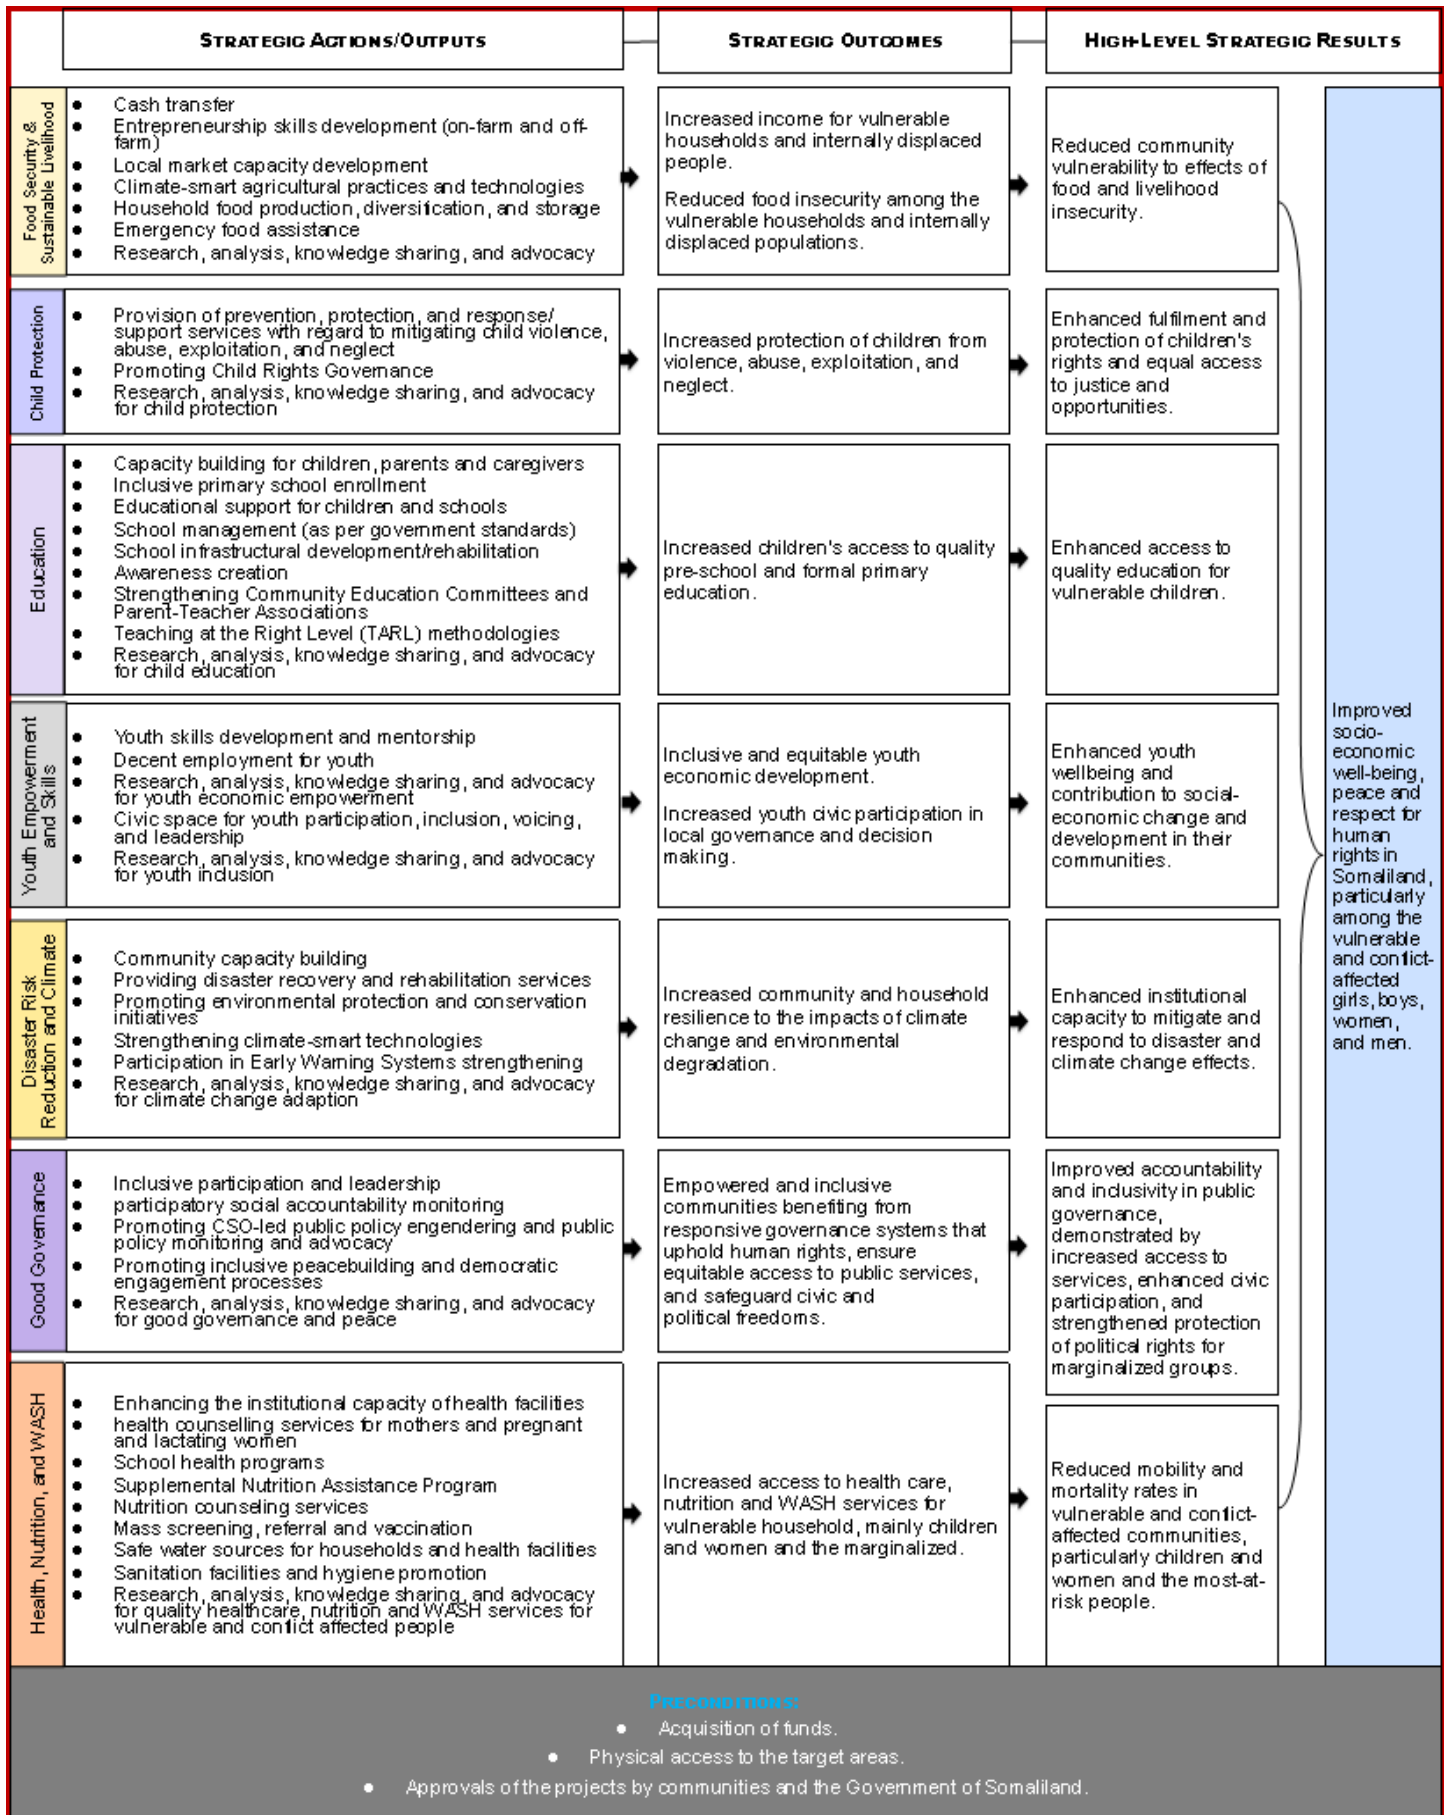 STRATEGIC ACTIONS/OUTPUTS
STRATEGIC OUTCOMES
HIGH-LEVEL STRATEGIC RESULTS
Food Security &
Sustainable Livelihood
● Cash transfer
● Entrepreneurship skills development (on-farm and off-
farm)
● Local market capacity development
● Climate-smart agricultural practices and technologies
● Household food production, diversification, and storage
● Emergency food assistance
● Research, analysis, knowledge sharing, and advocacy
Increased income for vulnerable
households and internally displaced
people.
Reduced food insecurity among the
vulnerable households and internally
displaced populations.
Reduced community
vulnerability to effects of
food and livelihood
insecurity.
Child Protection
● Provision of prevention, protection, and response/
support services with regard to mitigating child violence,
abuse, exploitation, and neglect
● Promoting Child Rights Governance
● Research, analysis, knowledge sharing, and advocacy
for child protection
Increased protection of children from
violence, abuse, exploitation, and
neglect.
Enhanced fulfilment and
protection of children's
rights and equal access
to justice and
opportunities.
Education
● Capacity building for children, parents and caregivers
● Inclusive primary school enrollment
● Educational support for children and schools
● School management (as per government standards)
● School infrastructural development/rehabilitation
● Awareness creation
● Strengthening Community Education Committees and
Parent-Teacher Associations
● Teaching at the Right Level (TARL) methodologies
● Research, analysis, knowledge sharing, and advocacy
for child education
Increased children's access to quality
pre-school and formal primary
education.
Enhanced access to
quality education for
vulnerable children.
Youth Empowerment
and Skills
● Youth skills development and mentorship
● Decent employment for youth
● Research, analysis, knowledge sharing, and advocacy
for youth economic empowerment
● Civic space for youth participation, inclusion, voicing,
and leadership
● Research, analysis, knowledge sharing, and advocacy
for youth inclusion
Inclusive and equitable youth
economic development.
Increased youth civic participation in
local governance and decision
making.
Enhanced youth
wellbeing and
contribution to social-
economic change and
development in their
communities.
Disaster Risk
Reduction and Climate
● Community capacity building
● Providing disaster recovery and rehabilitation services
● Promoting environmental protection and conservation
initiatives
● Strengthening climate-smart technologies
● Participation in Early Warning Systems strengthening
● Research, analysis, knowledge sharing, and advocacy
for climate change adaption
Increased community and household
resilience to the impacts of climate
change and environmental
degradation.
Enhanced institutional
capacity to mitigate and
respond to disaster and
climate change effects.
Good Governance
● Inclusive participation and leadership
● participatory social accountability monitoring
● Promoting CSO-led public policy engendering and public
policy monitoring and advocacy
● Promoting inclusive peacebuilding and democratic
engagement processes
● Research, analysis, knowledge sharing, and advocacy
for good governance and peace
Empowered and inclusive
communities benefiting from
responsive governance systems that
uphold human rights, ensure
equitable access to public services,
and safeguard civic and
political freedoms.
Improved accountability
and inclusivity in public
governance,
demonstrated by
increased access to
services, enhanced civic
participation, and
strengthened protection
of political rights for
marginalized groups.
Health, Nutrition, and WASH
● Enhancing the institutional capacity of health facilities
● health counselling services for mothers and pregnant
and lactating women
● School health programs
● Supplemental Nutrition Assistance Program
● Nutrition counseling services
● Mass screening, referral and vaccination
● Safe water sources for households and health facilities
● Sanitation facilities and hygiene promotion
● Research, analysis, knowledge sharing, and advocacy
for quality healthcare, nutrition and WASH services for
vulnerable and conflict affected people
Increased access to health care,
nutrition and WASH services for
vulnerable household, mainly children
and women and the marginalized.
Reduced mobility and
mortality rates in
vulnerable and conflict-
affected communities,
particularly children and
women and the most-at-
risk people.
Improved
socio-
economic
well-being,
peace and
respect for
human
rights in
Somaliland,
particularly
among the
vulnerable
and conflict-
affected
girls, boys,
women,
and men.
PRECONDITIONS:
● Acquisition of funds.
● Physical access to the target areas.
● Approvals of the projects by communities and the Government of Somaliland.